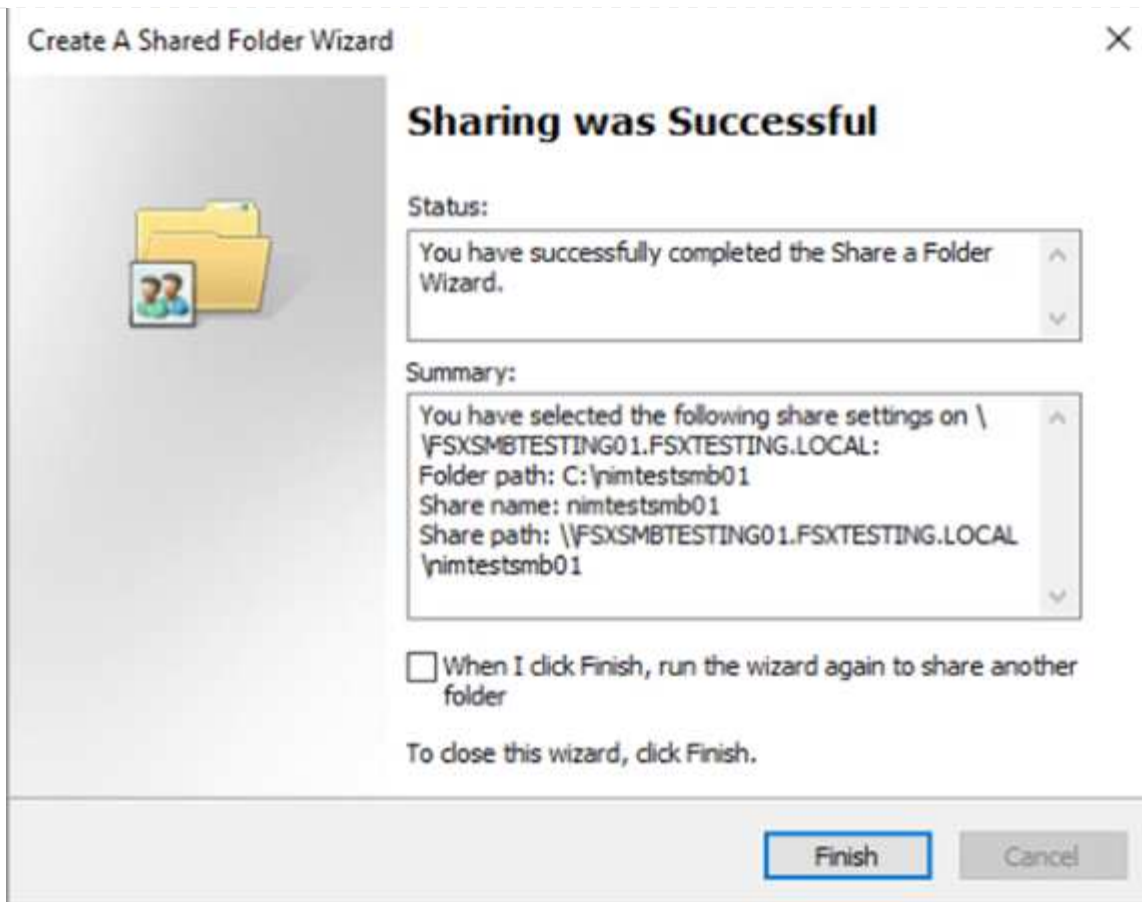 Create A Shared Folder Wizard
Sharing was Successful
Status:
You have successfully completed the Share a Folder
Wizard.
Summary:
You have selected the following share settings on \
\FSXSMBTESTING01.FSXTESTING.LOCAL:
Folder path: C:\nimtestsmb01
Share name: nimtestsmb01
Share path: \\FSXSMBTESTING01.FSXTESTING.LOCAL
\nimtestsmb01
When I click Finish, run the wizard again to share another
folder
To close this wizard, click Finish.
Finish
Cancel